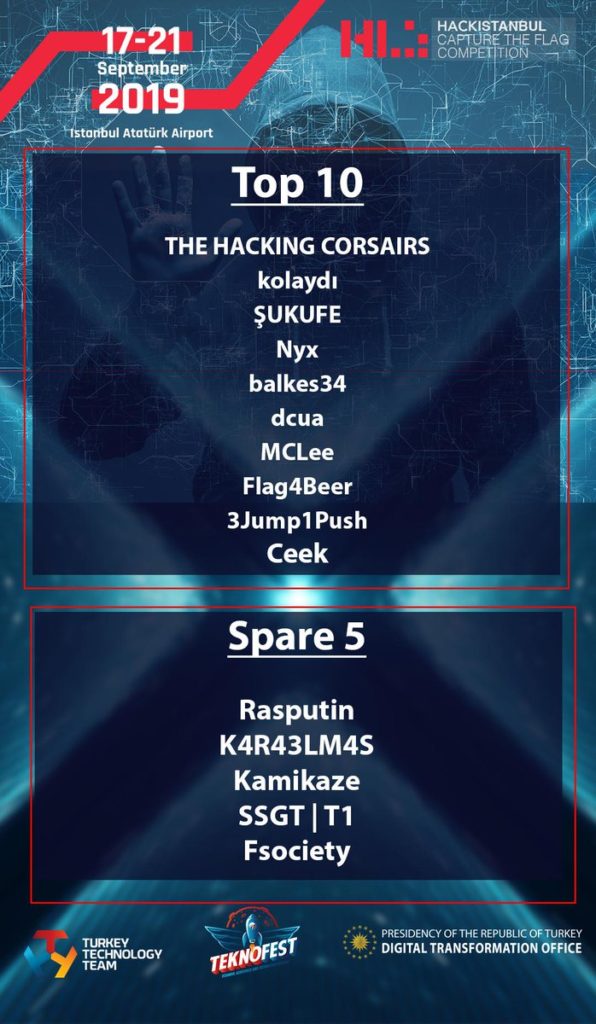 17-21
September
2019
Istanbul Atatürk Airport
HACKISTANBUL
CAPTURE THE FLAG
COMPETITION
Top 10
THE HACKING CORSAIRS
kolaydı
ŞUKUFE
Nyx
balkes34
dcua
MCLee
Flag4Beer
3Jump1Push
Ceek
Spare 5
Rasputin
K4R43LM4S
Kamikaze
SSGT | T1
Fsociety
TURKEY
TECHNOLOGY
TEAM
TEKNOFEST
PRESIDENCY OF THE REPUBLIC OF TURKEY
DIGITAL TRANSFORMATION OFFICE